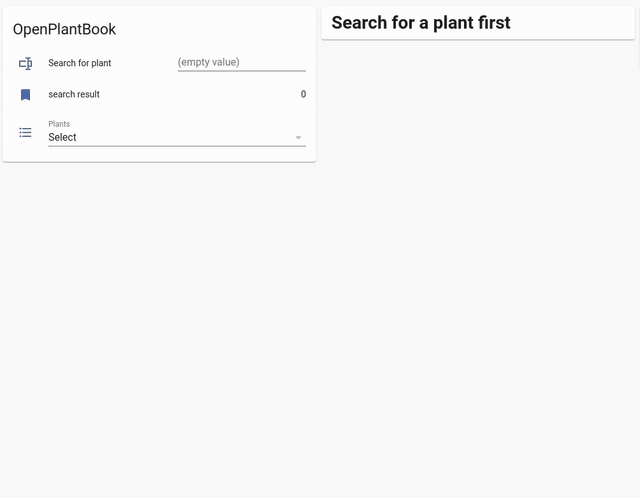 OpenPlantBook
Search for plant (empty value)
search result 0
Plants
Select
Search for a plant first